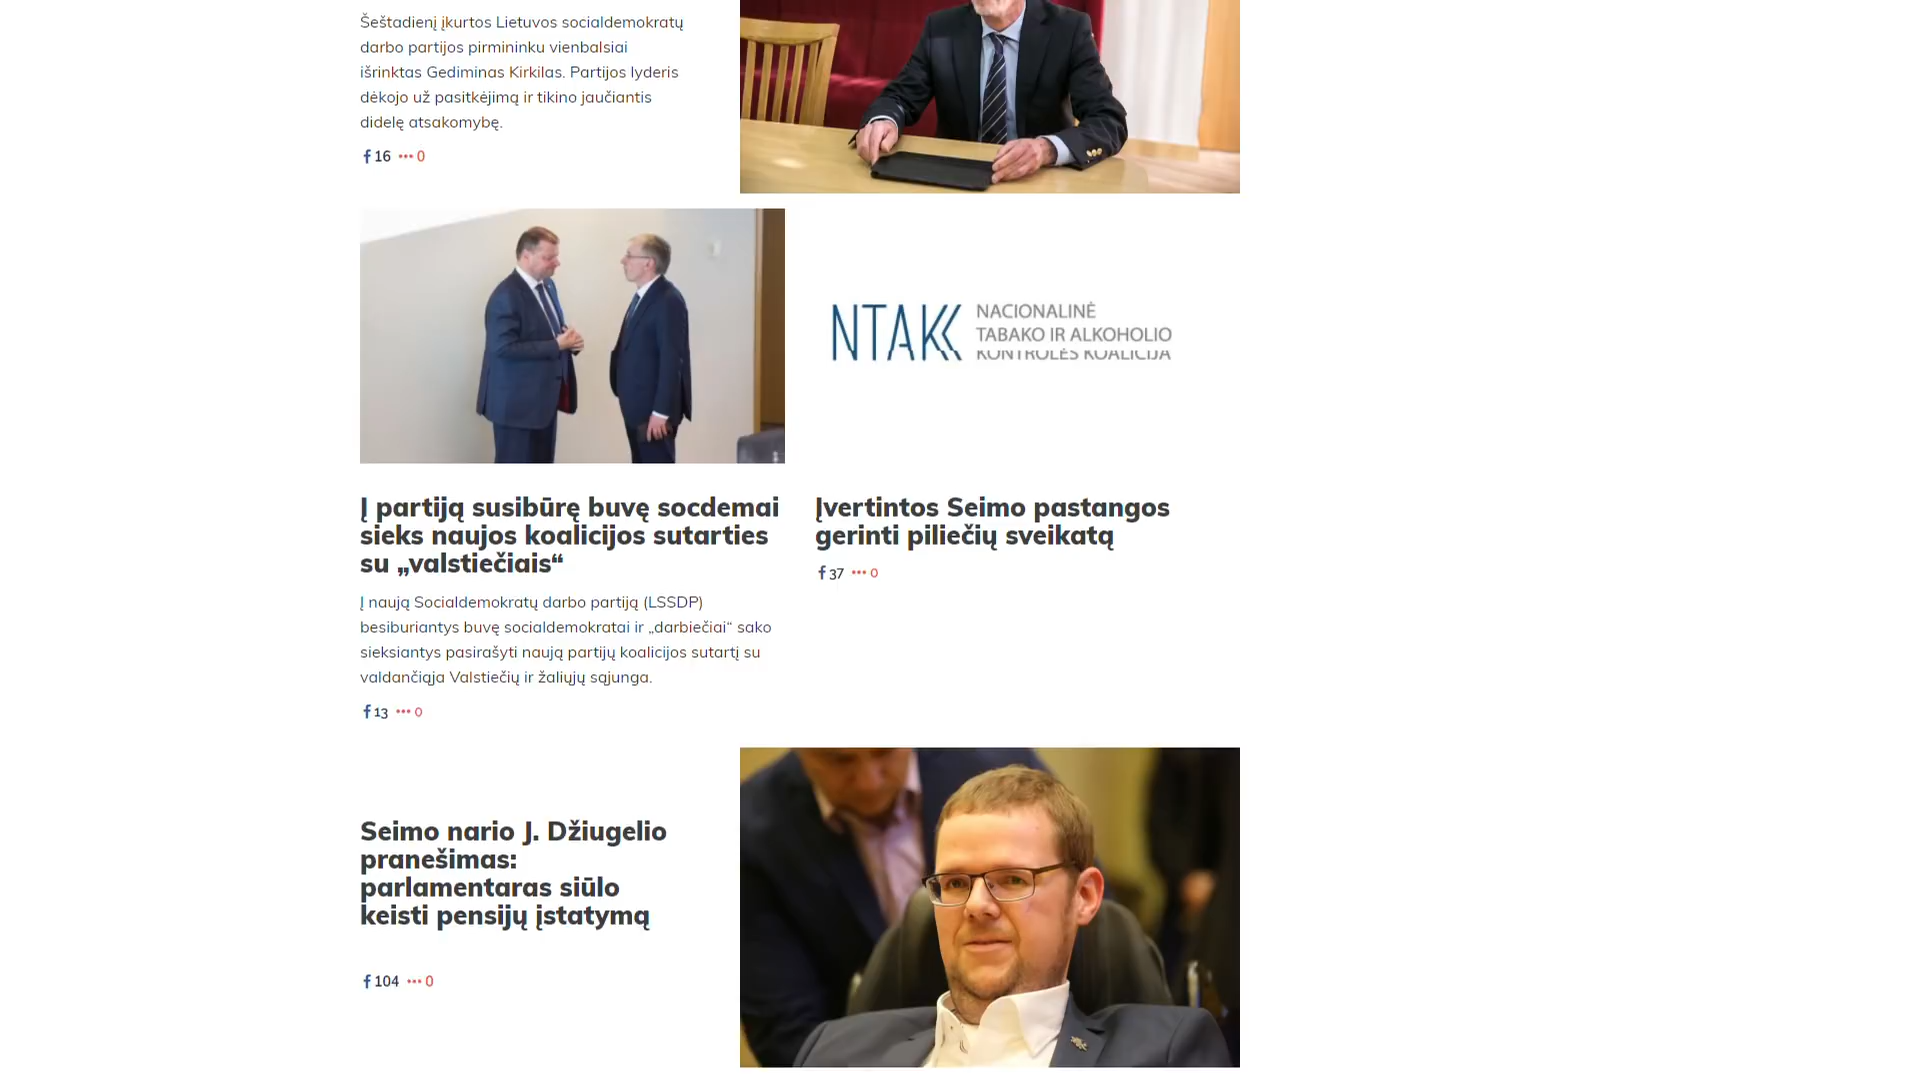 Šeštadienį įkurtos Lietuvos socialdemokratų
darbo partijos pirmininku vienbalsiai
išrinktas Gediminas Kirkilas. Partijos lyderis
dėkojo už pasitkėjimą ir tikino jaučiantis
didelę atsakomybę.
16 ••• 0
NTAKK
NACIONALINĖ
TABAKO IR ALKOHOLIO
KONTROLĖS KOALICIJA
Į partiją susibūrę buvę socdemai
sieks naujos koalicijos sutarties
su „valstiečiais“
Į naują Socialdemokratų darbo partiją (LSSDP)
besiburiantys buvę socialdemokratai ir „darbiečiai“ sako
sieksiantys pasirašyti naują partijų koalicijos sutartį su
valdančiąja Valstiečių ir žaliųjų sąjunga.
13 ••• 0
Įvertintos Seimo pastangos
gerinti piliečių sveikatą
37 ••• 0
Seimo nario J. Džiugelio
pranešimas:
parlamentaras siūlo
keisti pensijų įstatymą
104 ••• 0